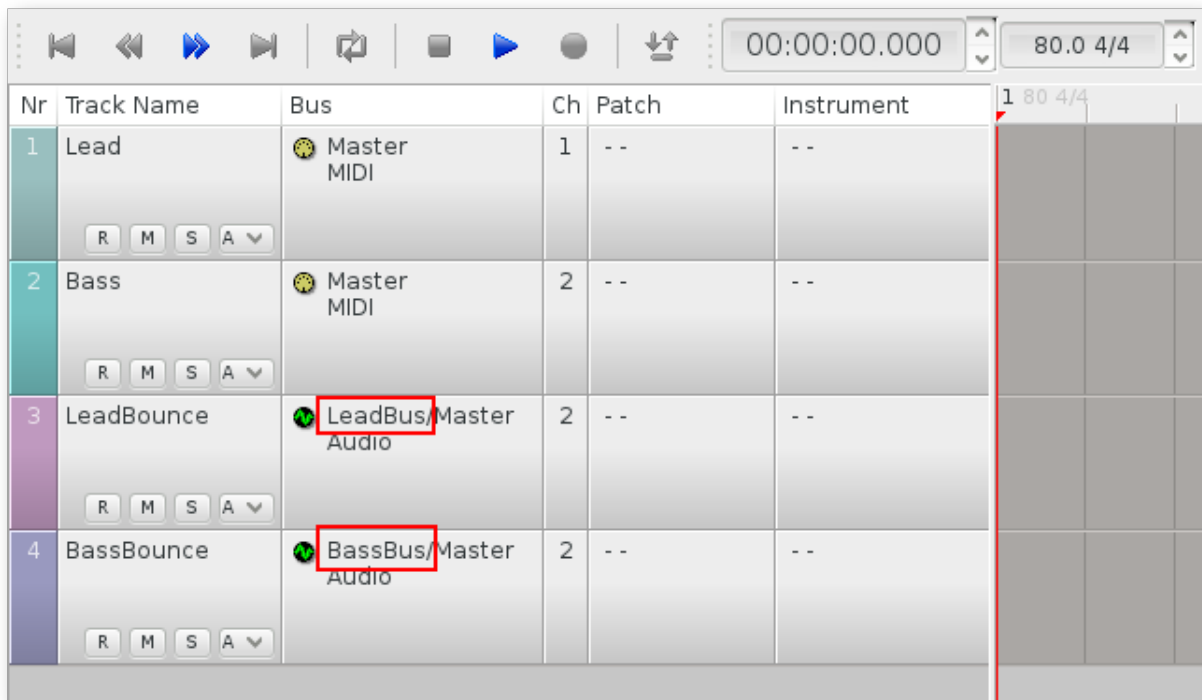 00:00:00.000 80.0 4/4
Nr Track Name Bus Ch Patch Instrument 1 80 4/4
1 Lead Master 1 - - - -
MIDI
R M S A
2 Bass Master 2 - - - -
MIDI
R M S A
3 LeadBounce LeadBus/Master 2 - - - -
Audio
R M S A
4 BassBounce BassBus/Master 2 - - - -
Audio
R M S A